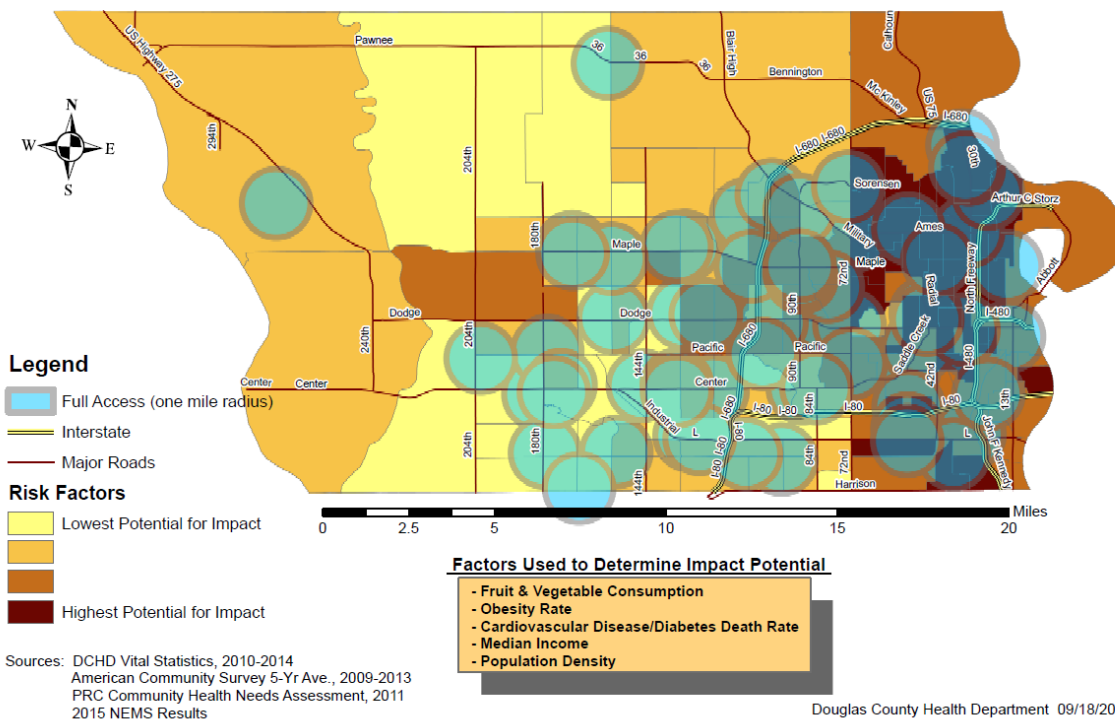 US Highway 275
Pawnee
36
36
36
Blair High
Calhoun
Bennington
Mc Kinley
US 75
I-680
I-680
I-680
N
W
E
S
294th
204th
30th
Sorensen
Arthur C Storz
Military
Ames
180th
Maple
72nd
Maple
Radial
North Freeway
Abbott
Dodge
204th
Dodge
90th
I-480
240th
I-680
Pacific
Pacific
Saddle Creek
144th
90th
42nd
I-480
Center
Center
Center
84th
I-80
13th
Industrial
I-680
I-80
I-80
I-80
I-80
L
L
204th
180th
144th
I-80
I-80
84th
72nd
John F Kennedy
Harrison
Legend
Full Access (one mile radius)
Interstate
Major Roads
Risk Factors
Lowest Potential for Impact
Highest Potential for Impact
Miles
0 2.5 5 10 15 20
Factors Used to Determine Impact Potential
- Fruit & Vegetable Consumption
- Obesity Rate
- Cardiovascular Disease/Diabetes Death Rate
- Median Income
- Population Density
Sources: DCHD Vital Statistics, 2010-2014
American Community Survey 5-Yr Ave., 2009-2013
PRC Community Health Needs Assessment, 2011
2015 NEMS Results
Douglas County Health Department 09/18/20